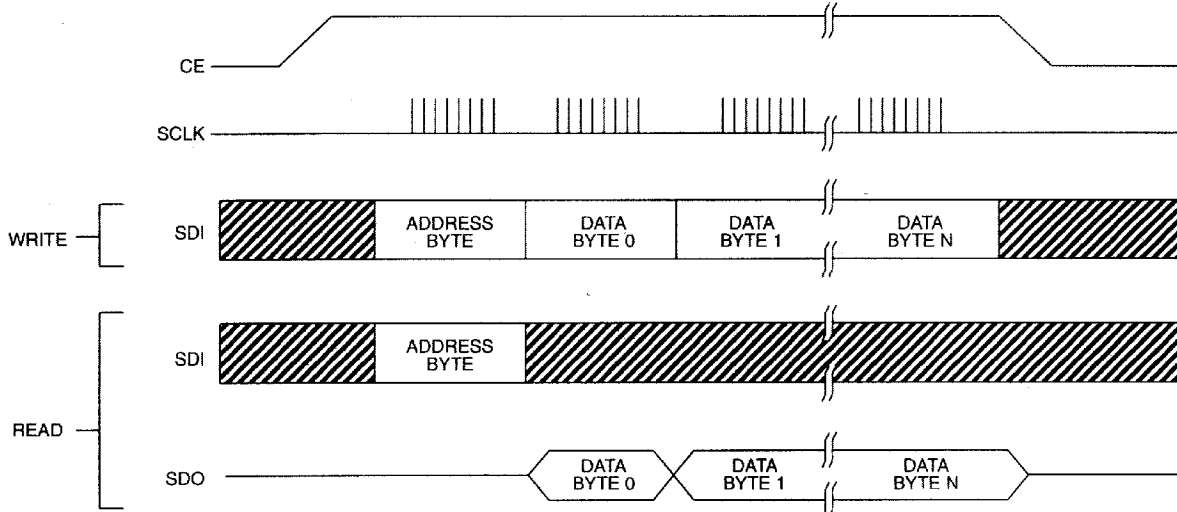 CE
SCLK
WRITE
SDI
ADDRESS
BYTE
DATA
BYTE 0
DATA
BYTE 1
DATA
BYTE N
READ
SDI
ADDRESS
BYTE
SDO
DATA
BYTE 0
DATA
BYTE 1
DATA
BYTE N